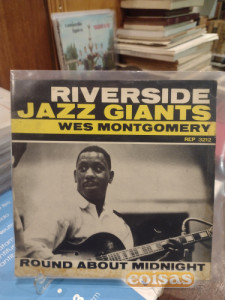 RIVERSIDE
JAZZ GIANTS
WES MONTGOMERY
REP 3212
ROUND ABOUT MIDNIGHT
coisas